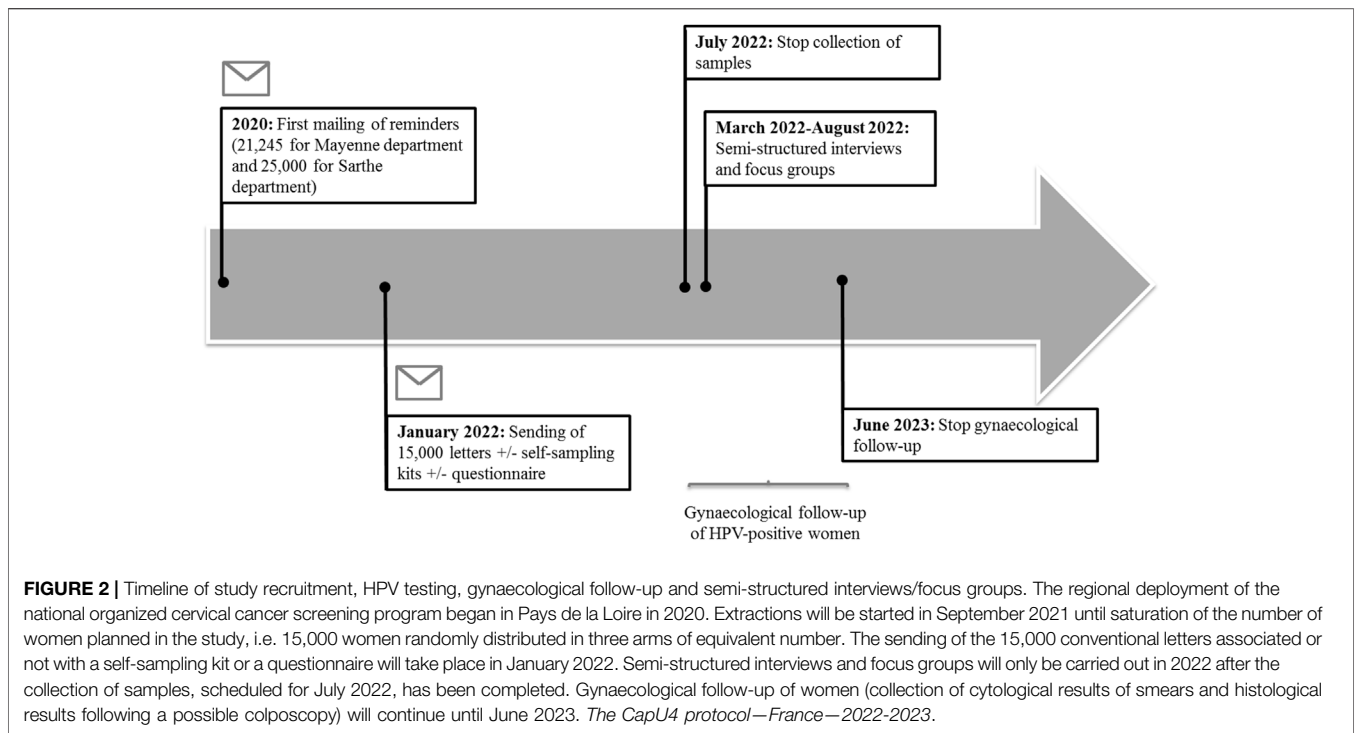 July 2022: Stop collection of
samples
2020: First mailing of reminders
(21,245 for Mayenne department
and 25,000 for Sarthe
department)
March 2022-August 2022:
Semi-structured interviews
and focus groups
January 2022: Sending of
15,000 letters +/- self-sampling
kits +/- questionnaire
June 2023: Stop gynaecological
follow-up
Gynaecological follow-up
of HPV-positive women
FIGURE 2 | Timeline of study recruitment, HPV testing, gynaecological follow-up and semi-structured interviews/focus groups. The regional deployment of the
national organized cervical cancer screening program began in Pays de la Loire in 2020. Extractions will be started in September 2021 until saturation of the number of
women planned in the study, i.e. 15,000 women randomly distributed in three arms of equivalent number. The sending of the 15,000 conventional letters associated or
not with a self-sampling kit or a questionnaire will take place in January 2022. Semi-structured interviews and focus groups will only be carried out in 2022 after the
collection of samples, scheduled for July 2022, has been completed. Gynaecological follow-up of women (collection of cytological results of smears and histological
results following a possible colposcopy) will continue until June 2023. The CapU4 protocol—France—2022-2023.